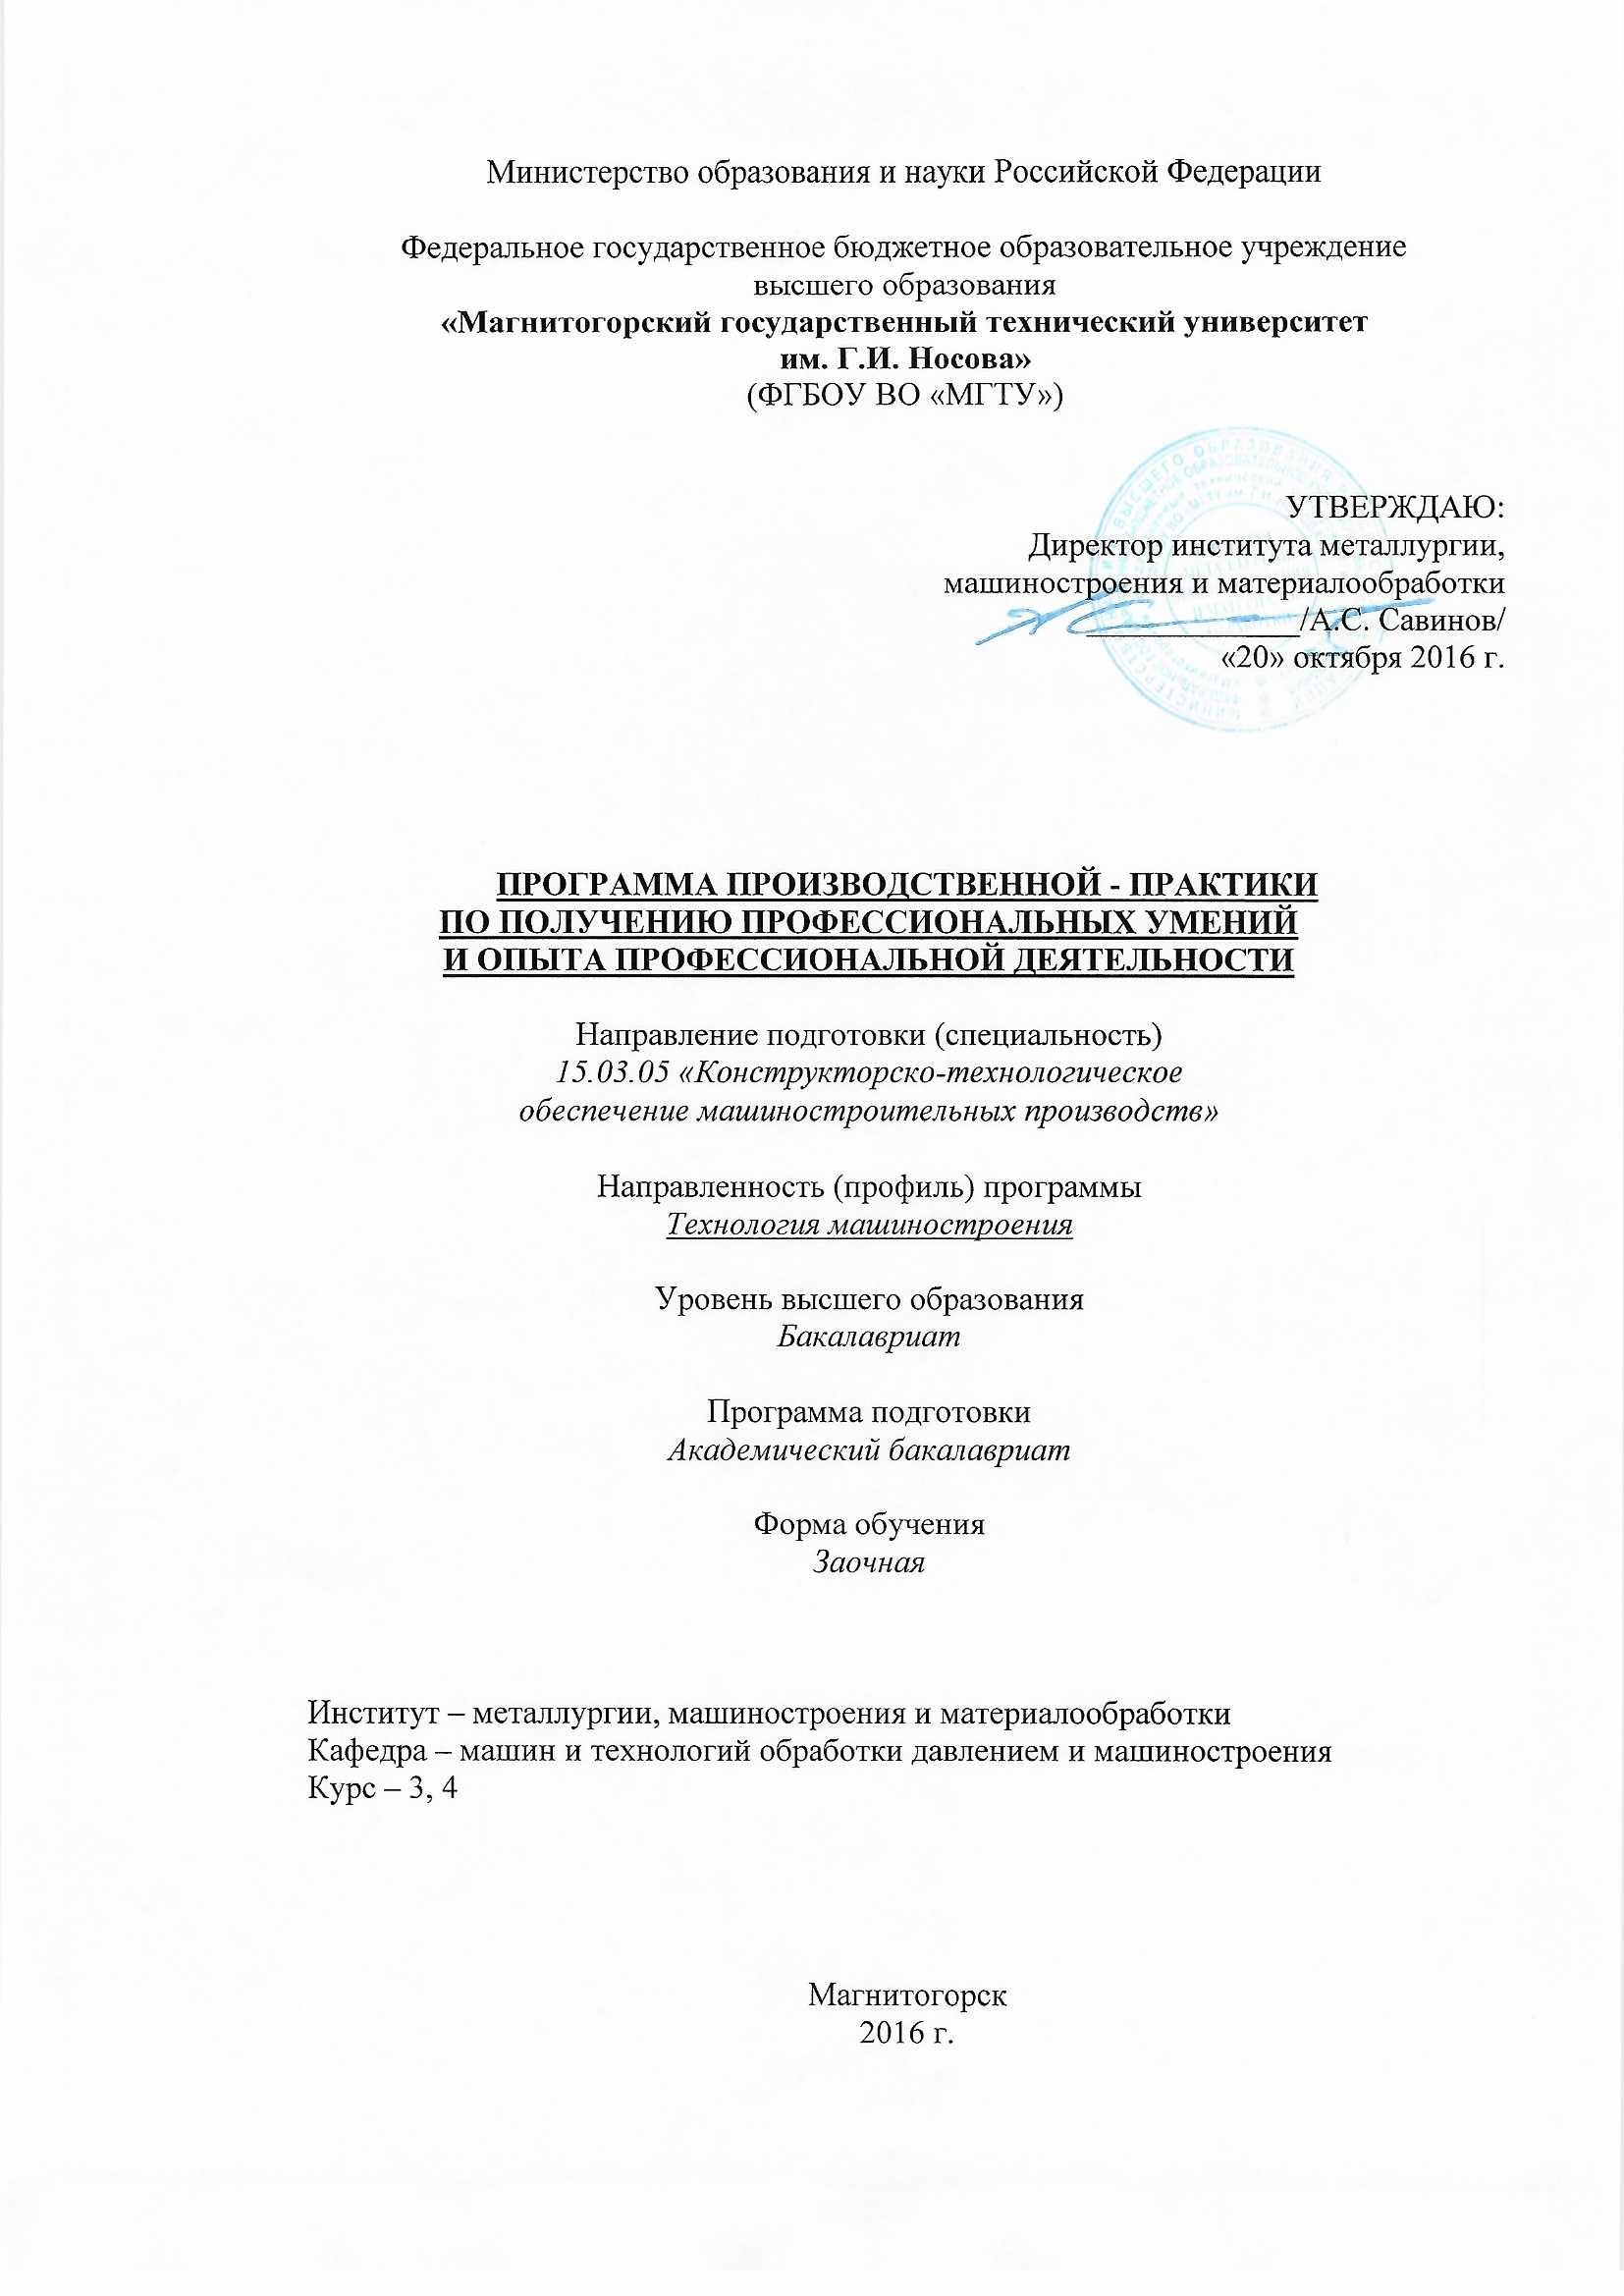 Министерство образования и науки Российской Федерации
Федеральное государственное бюджетное образовательное учреждение
высшего образования
«Магнитогорский государственный технический университет
им. Г.И. Носова»
(ФГБОУ ВО «МГТУ»)
УТВЕРЖДАЮ:
Директор института металлургии,
машиностроения и материалообработки
_____________/А.С. Савинов/
«20» октября 2016 г.
ПРОГРАММА ПРОИЗВОДСТВЕННОЙ - ПРАКТИКИ
ПО ПОЛУЧЕНИЮ ПРОФЕССИОНАЛЬНЫХ УМЕНИЙ
И ОПЫТА ПРОФЕССИОНАЛЬНОЙ ДЕЯТЕЛЬНОСТИ
Направление подготовки (специальность)
15.03.05 «Конструкторско-технологическое
обеспечение машиностроительных производств»
Направленность (профиль) программы
Технология машиностроения
Уровень высшего образования
Бакалавриат
Программа подготовки
Академический бакалавриат
Форма обучения
Заочная
Институт – металлургии, машиностроения и материалообработки
Кафедра – машин и технологий обработки давлением и машиностроения
Курс – 3, 4
Магнитогорск
2016 г.